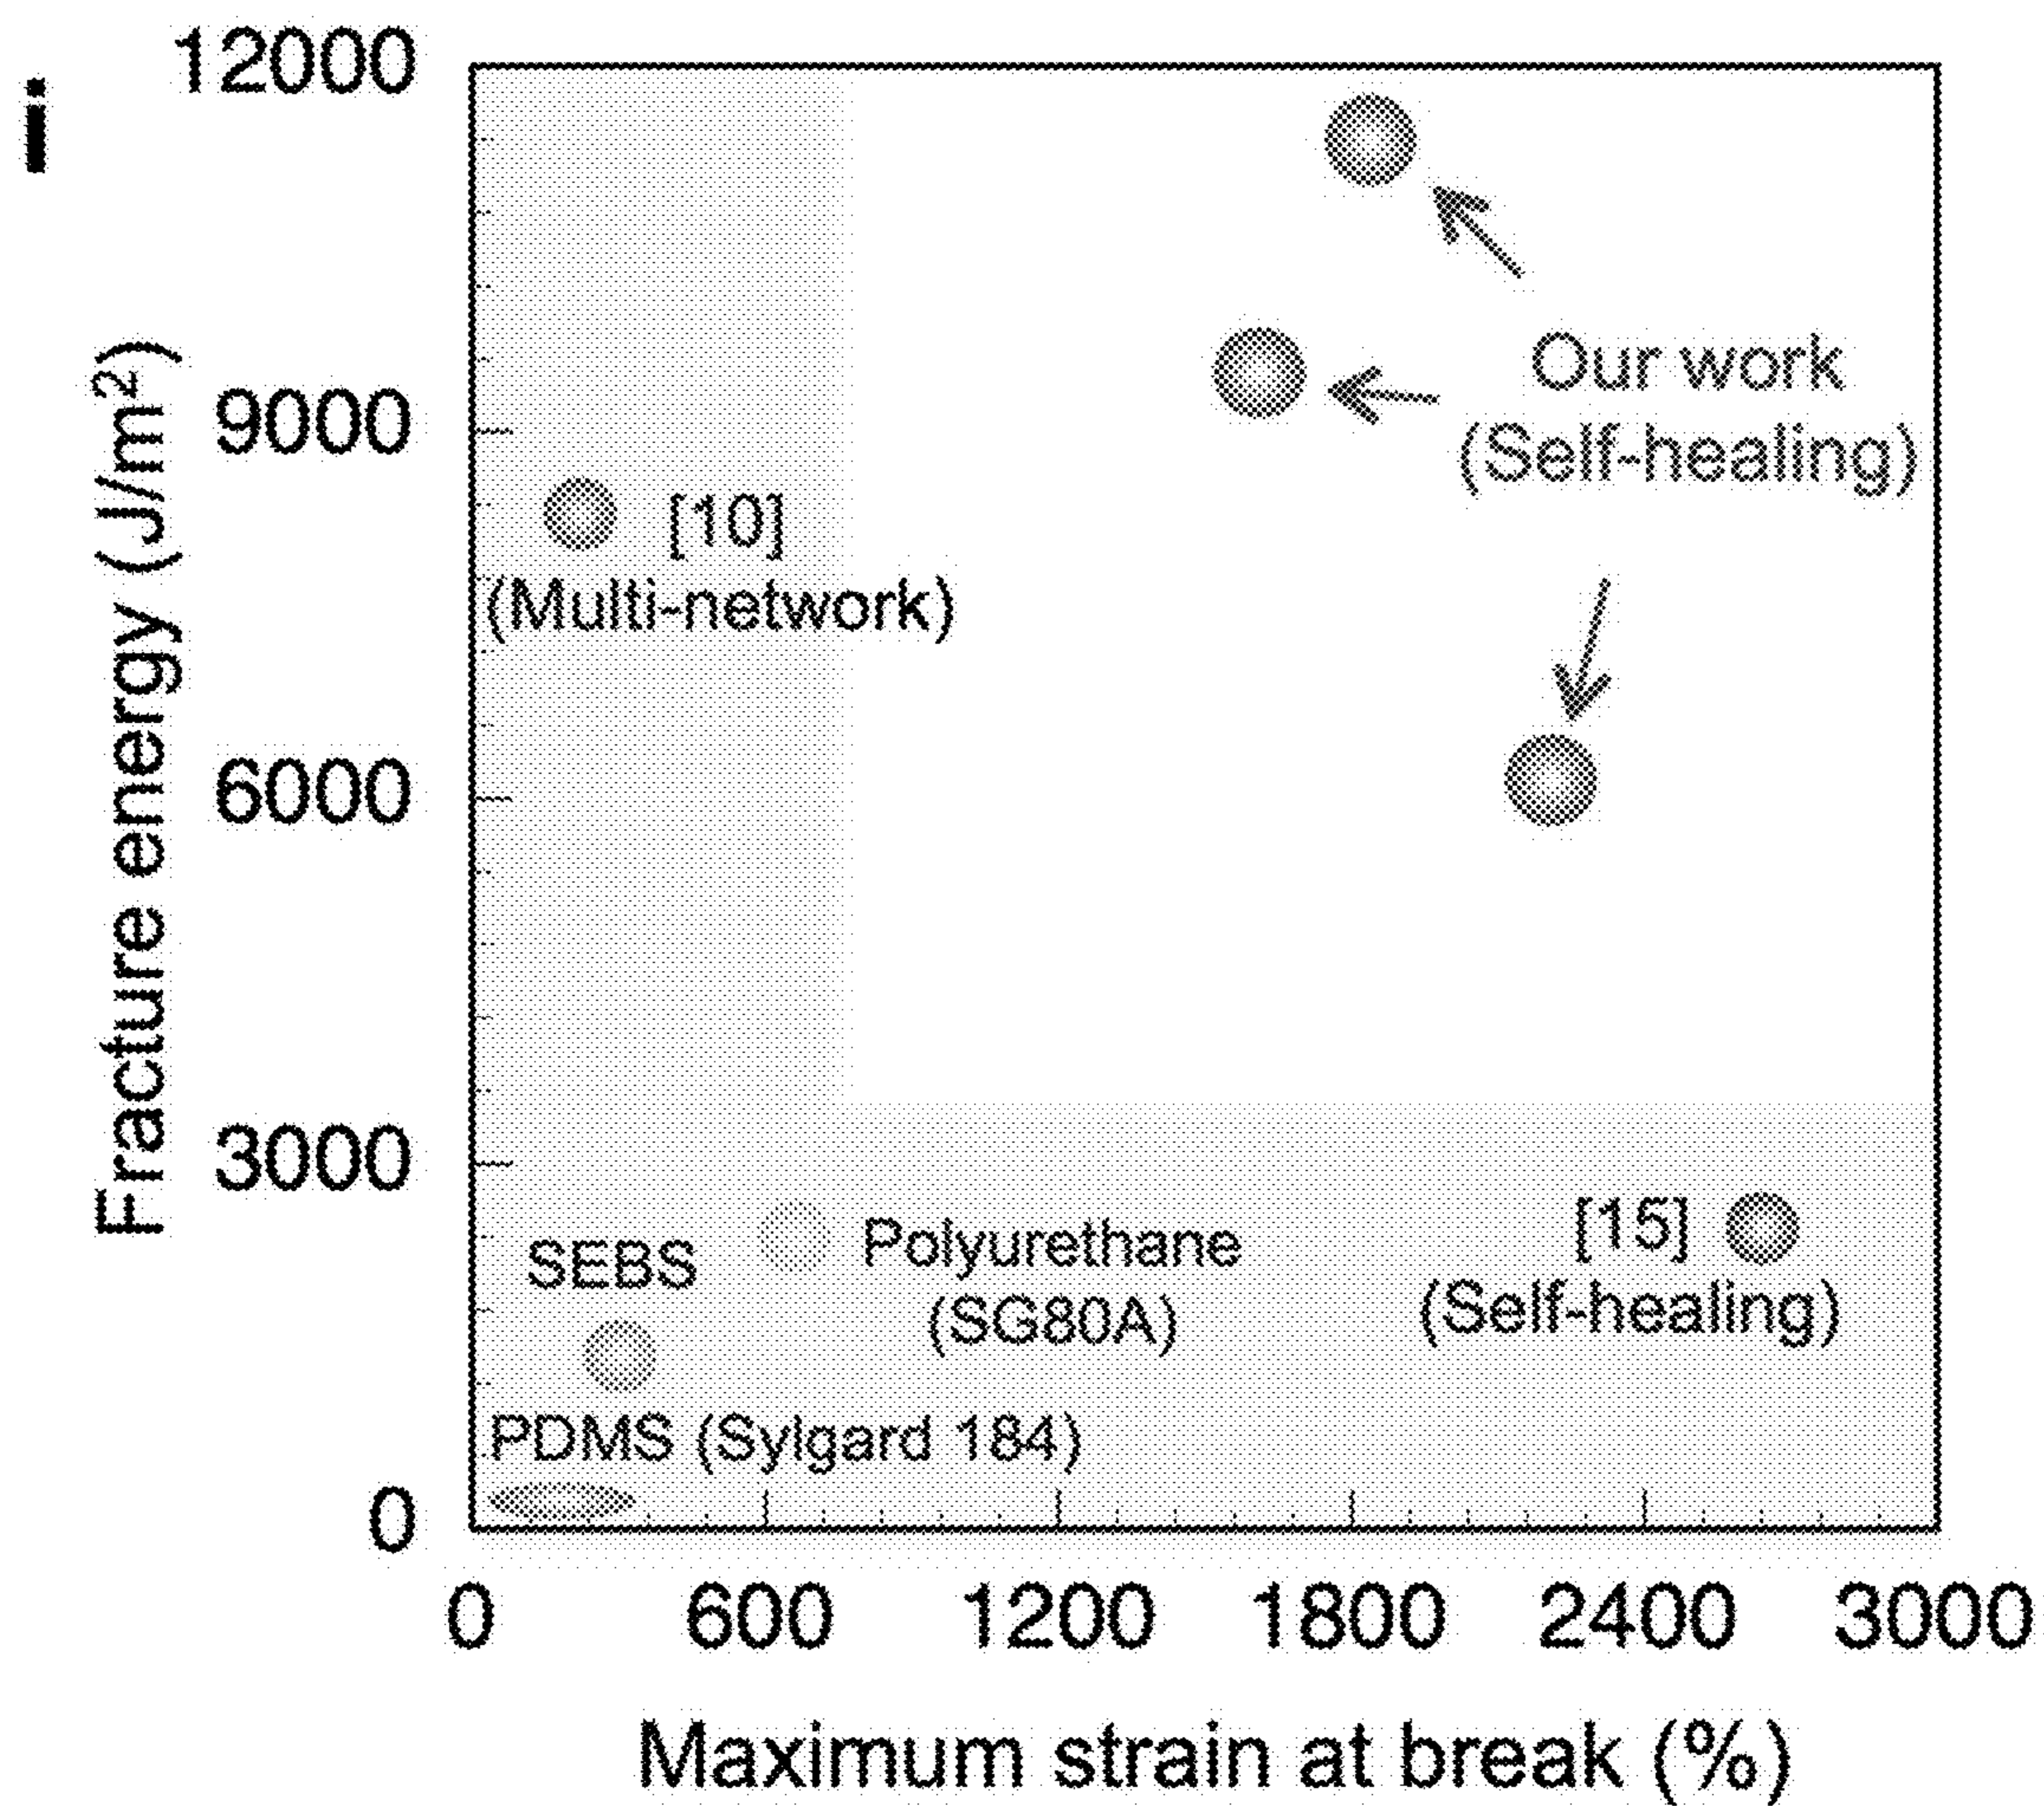 i
12000
9000
6000
3000
0
Fracture energy (J/m²)
Our work
(Self-healing)
[10]
(Multi-network)
SEBS
Polyurethane
(SG80A)
[15]
(Self-healing)
PDMS (Sylgard 184)
0 600 1200 1800 2400 3000
Maximum strain at break (%)